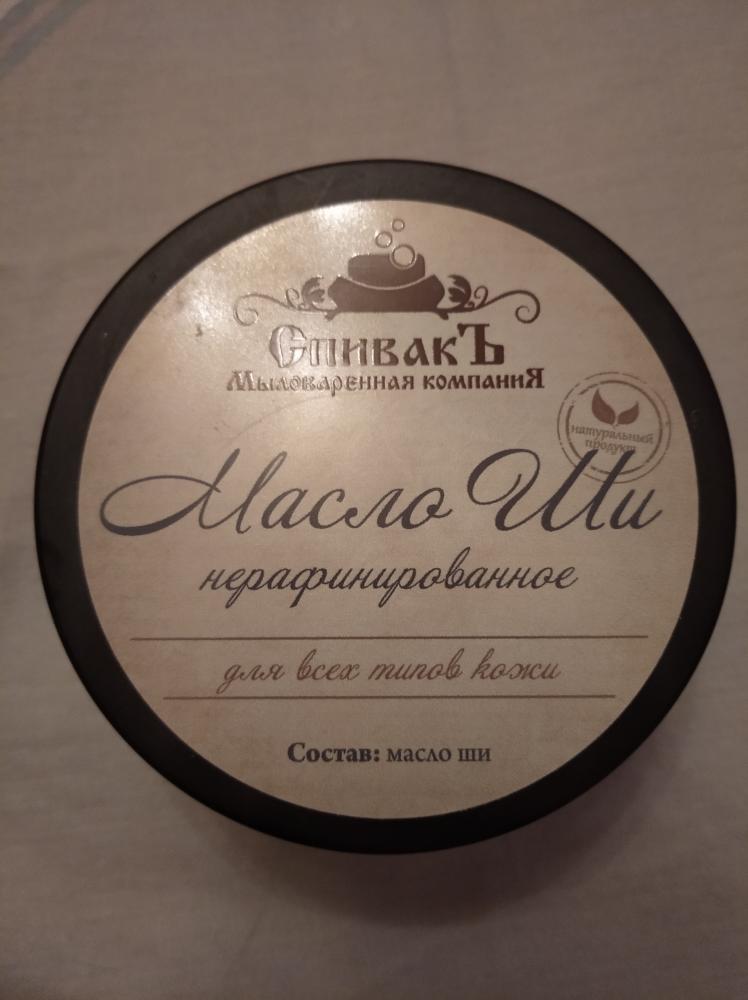 СпивакЪ
Мыловаренная компаниЯ
натуральный
продукт
Масло Ши
нерафинированное
для всех типов кожи
Состав: масло ши